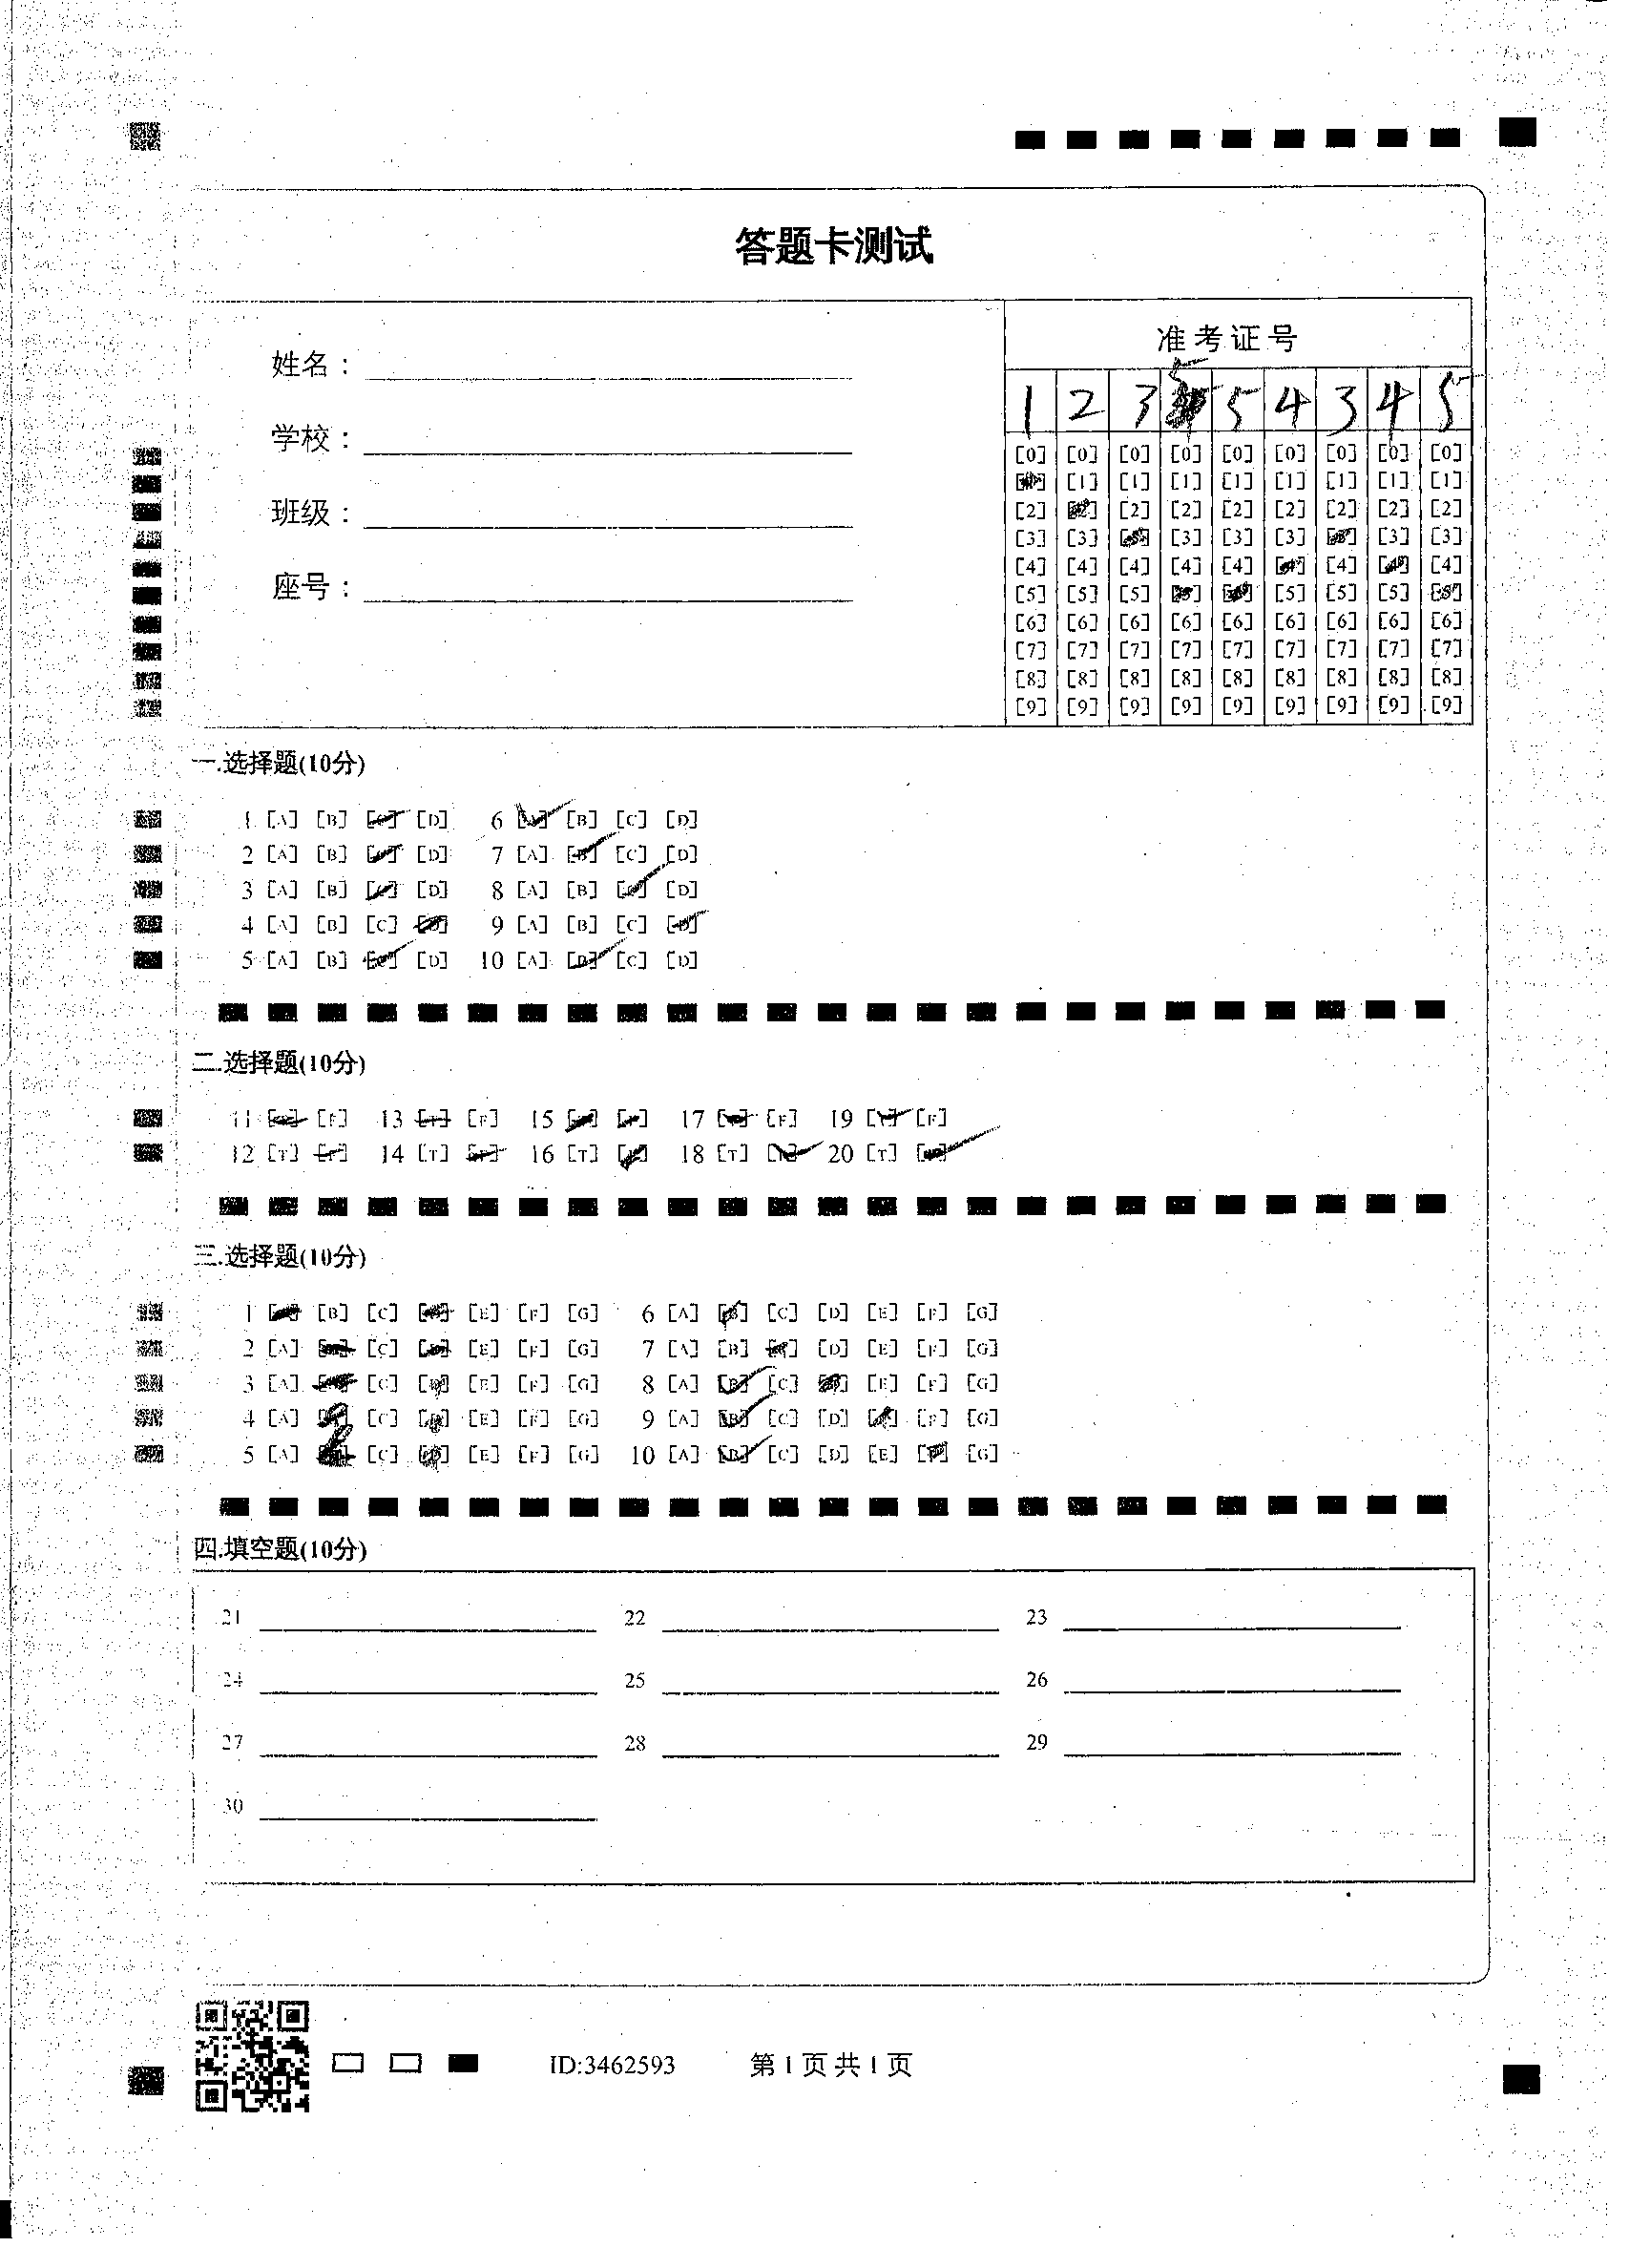 答题卡测试
准考证号
姓名：
学校：
班级：
座号：
5
1 2 3 5 4 3 4 5
[0] [0] [0] [0] [0] [0] [0] [0] [0]
[1] [1] [1] [1] [1] [1] [1] [1]
[2] [2] [2] [2] [2] [2] [2] [2]
[3] [3] [3] [3] [3] [3] [3]
[4] [4] [4] [4] [4] [4] [4]
[5] [5] [5] [5] [5] [5]
[6] [6] [6] [6] [6] [6] [6] [6] [6]
[7] [7] [7] [7] [7] [7] [7] [7] [7]
[8] [8] [8] [8] [8] [8] [8] [8] [8]
[9] [9] [9] [9] [9] [9] [9] [9] [9]
一.选择题(10分)
1 [A] [B] [D] 6 [B] [C] [D]
2 [A] [B] [D] 7 [A] [C] [D]
3 [A] [B] [D] 8 [A] [B] [D]
4 [A] [B] [C] 9 [A] [B] [C]
5 [A] [B] [D] 10 [A] [C] [D]
二.选择题(10分)
11 [F] 13 [F] 15 17 [F] 19 [F]
12 [T] 14 [T] 16 [T] 18 [T] 20 [T]
三.选择题(10分)
1 [B] [C] [E] [F] [G] 6 [A] [C] [D] [E] [F] [G]
2 [A] [C] [E] [F] [G] 7 [A] [B] [D] [E] [F] [G]
3 [A] [C] [E] [F] [G] 8 [A] [C] [E] [F] [G]
4 [A] [C] [E] [F] [G] 9 [A] [C] [D] [F] [G]
5 [A] [C] [E] [F] [G] 10 [A] [C] [D] [E] [G]
四.填空题(10分)
21 22 23
24 25 26
27 28 29
30
ID:3462593 第1页 共1页